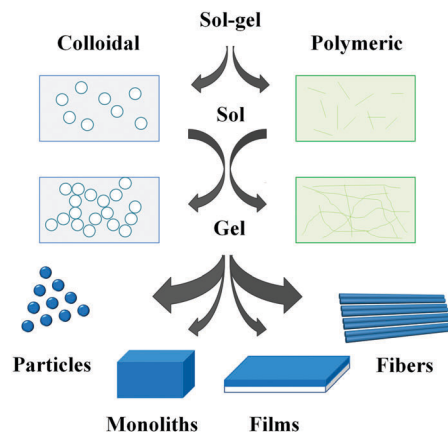 Sol-gel
Colloidal
Polymeric
Sol
Gel
Particles
Fibers
Monoliths
Films